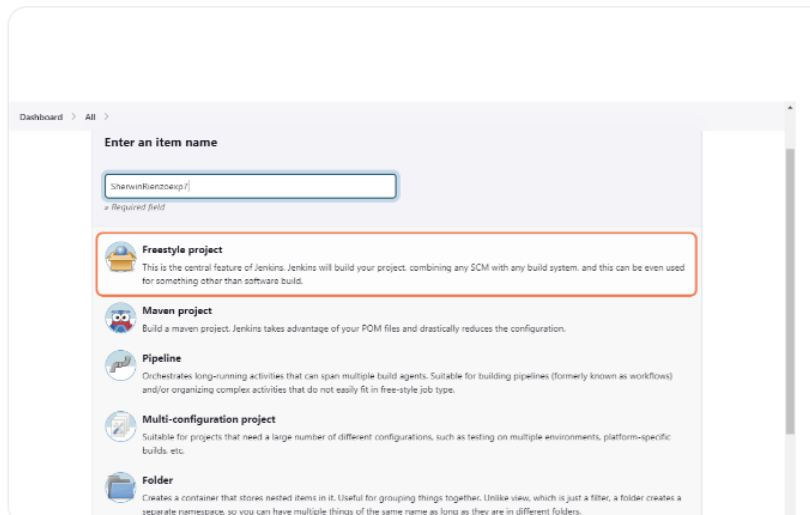 Dashboard > All >
Enter an item name
SherwinRienzoexp7
» Required field
Freestyle project
This is the central feature of Jenkins. Jenkins will build your project, combining any SCM with any build system, and this can be even used
for something other than software build.
Maven project
Build a maven project. Jenkins takes advantage of your POM files and drastically reduces the configuration.
Pipeline
Orchestrates long-running activities that can span multiple build agents. Suitable for building pipelines (formerly known as workflows)
and/or organizing complex activities that do not easily fit in free-style job type.
Multi-configuration project
Suitable for projects that need a large number of different configurations, such as testing on multiple environments, platform-specific
builds, etc.
Folder
Creates a container that stores nested items in it. Useful for grouping things together. Unlike view, which is just a filter, a folder creates a
separate namespace, so you can have multiple things of the same name as long as they are in different folders.